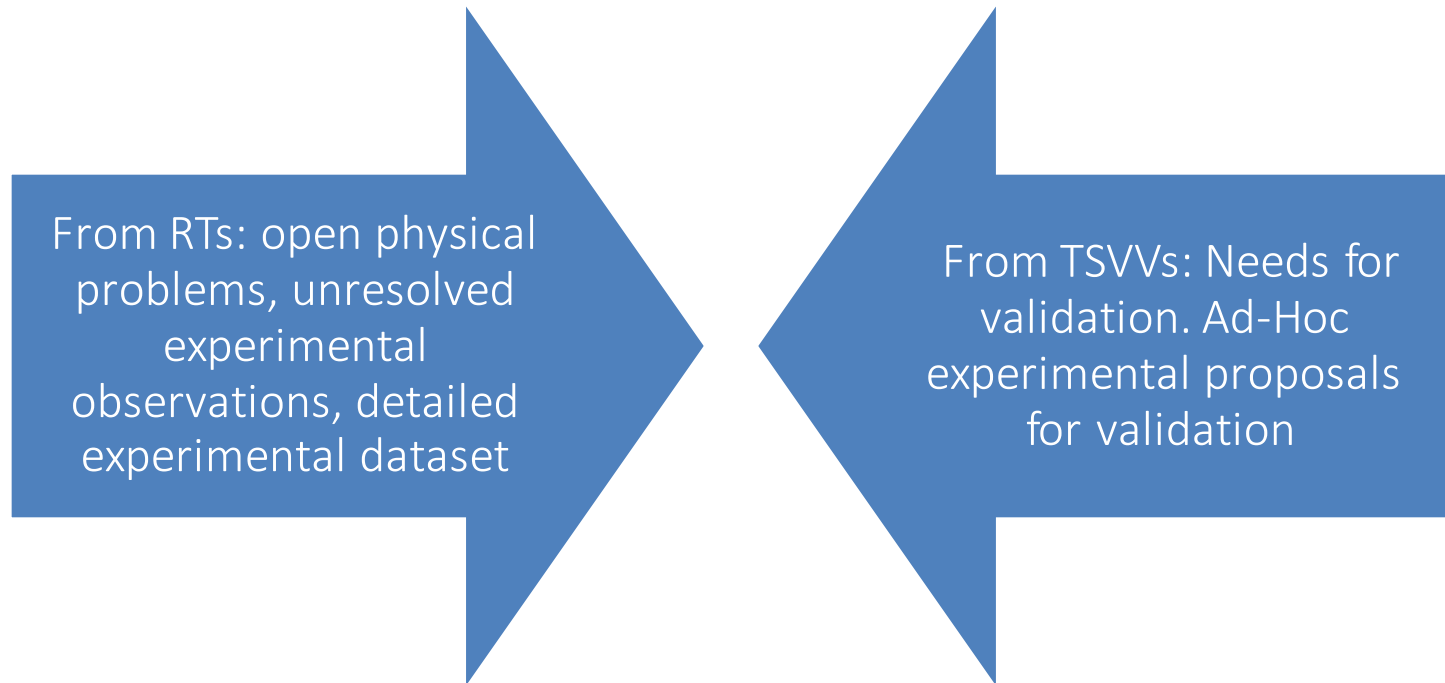 From RTs: open physical
problems, unresolved
experimental
observations, detailed
experimental dataset
From TSVVs: Needs for
validation. Ad-Hoc
experimental proposals
for validation